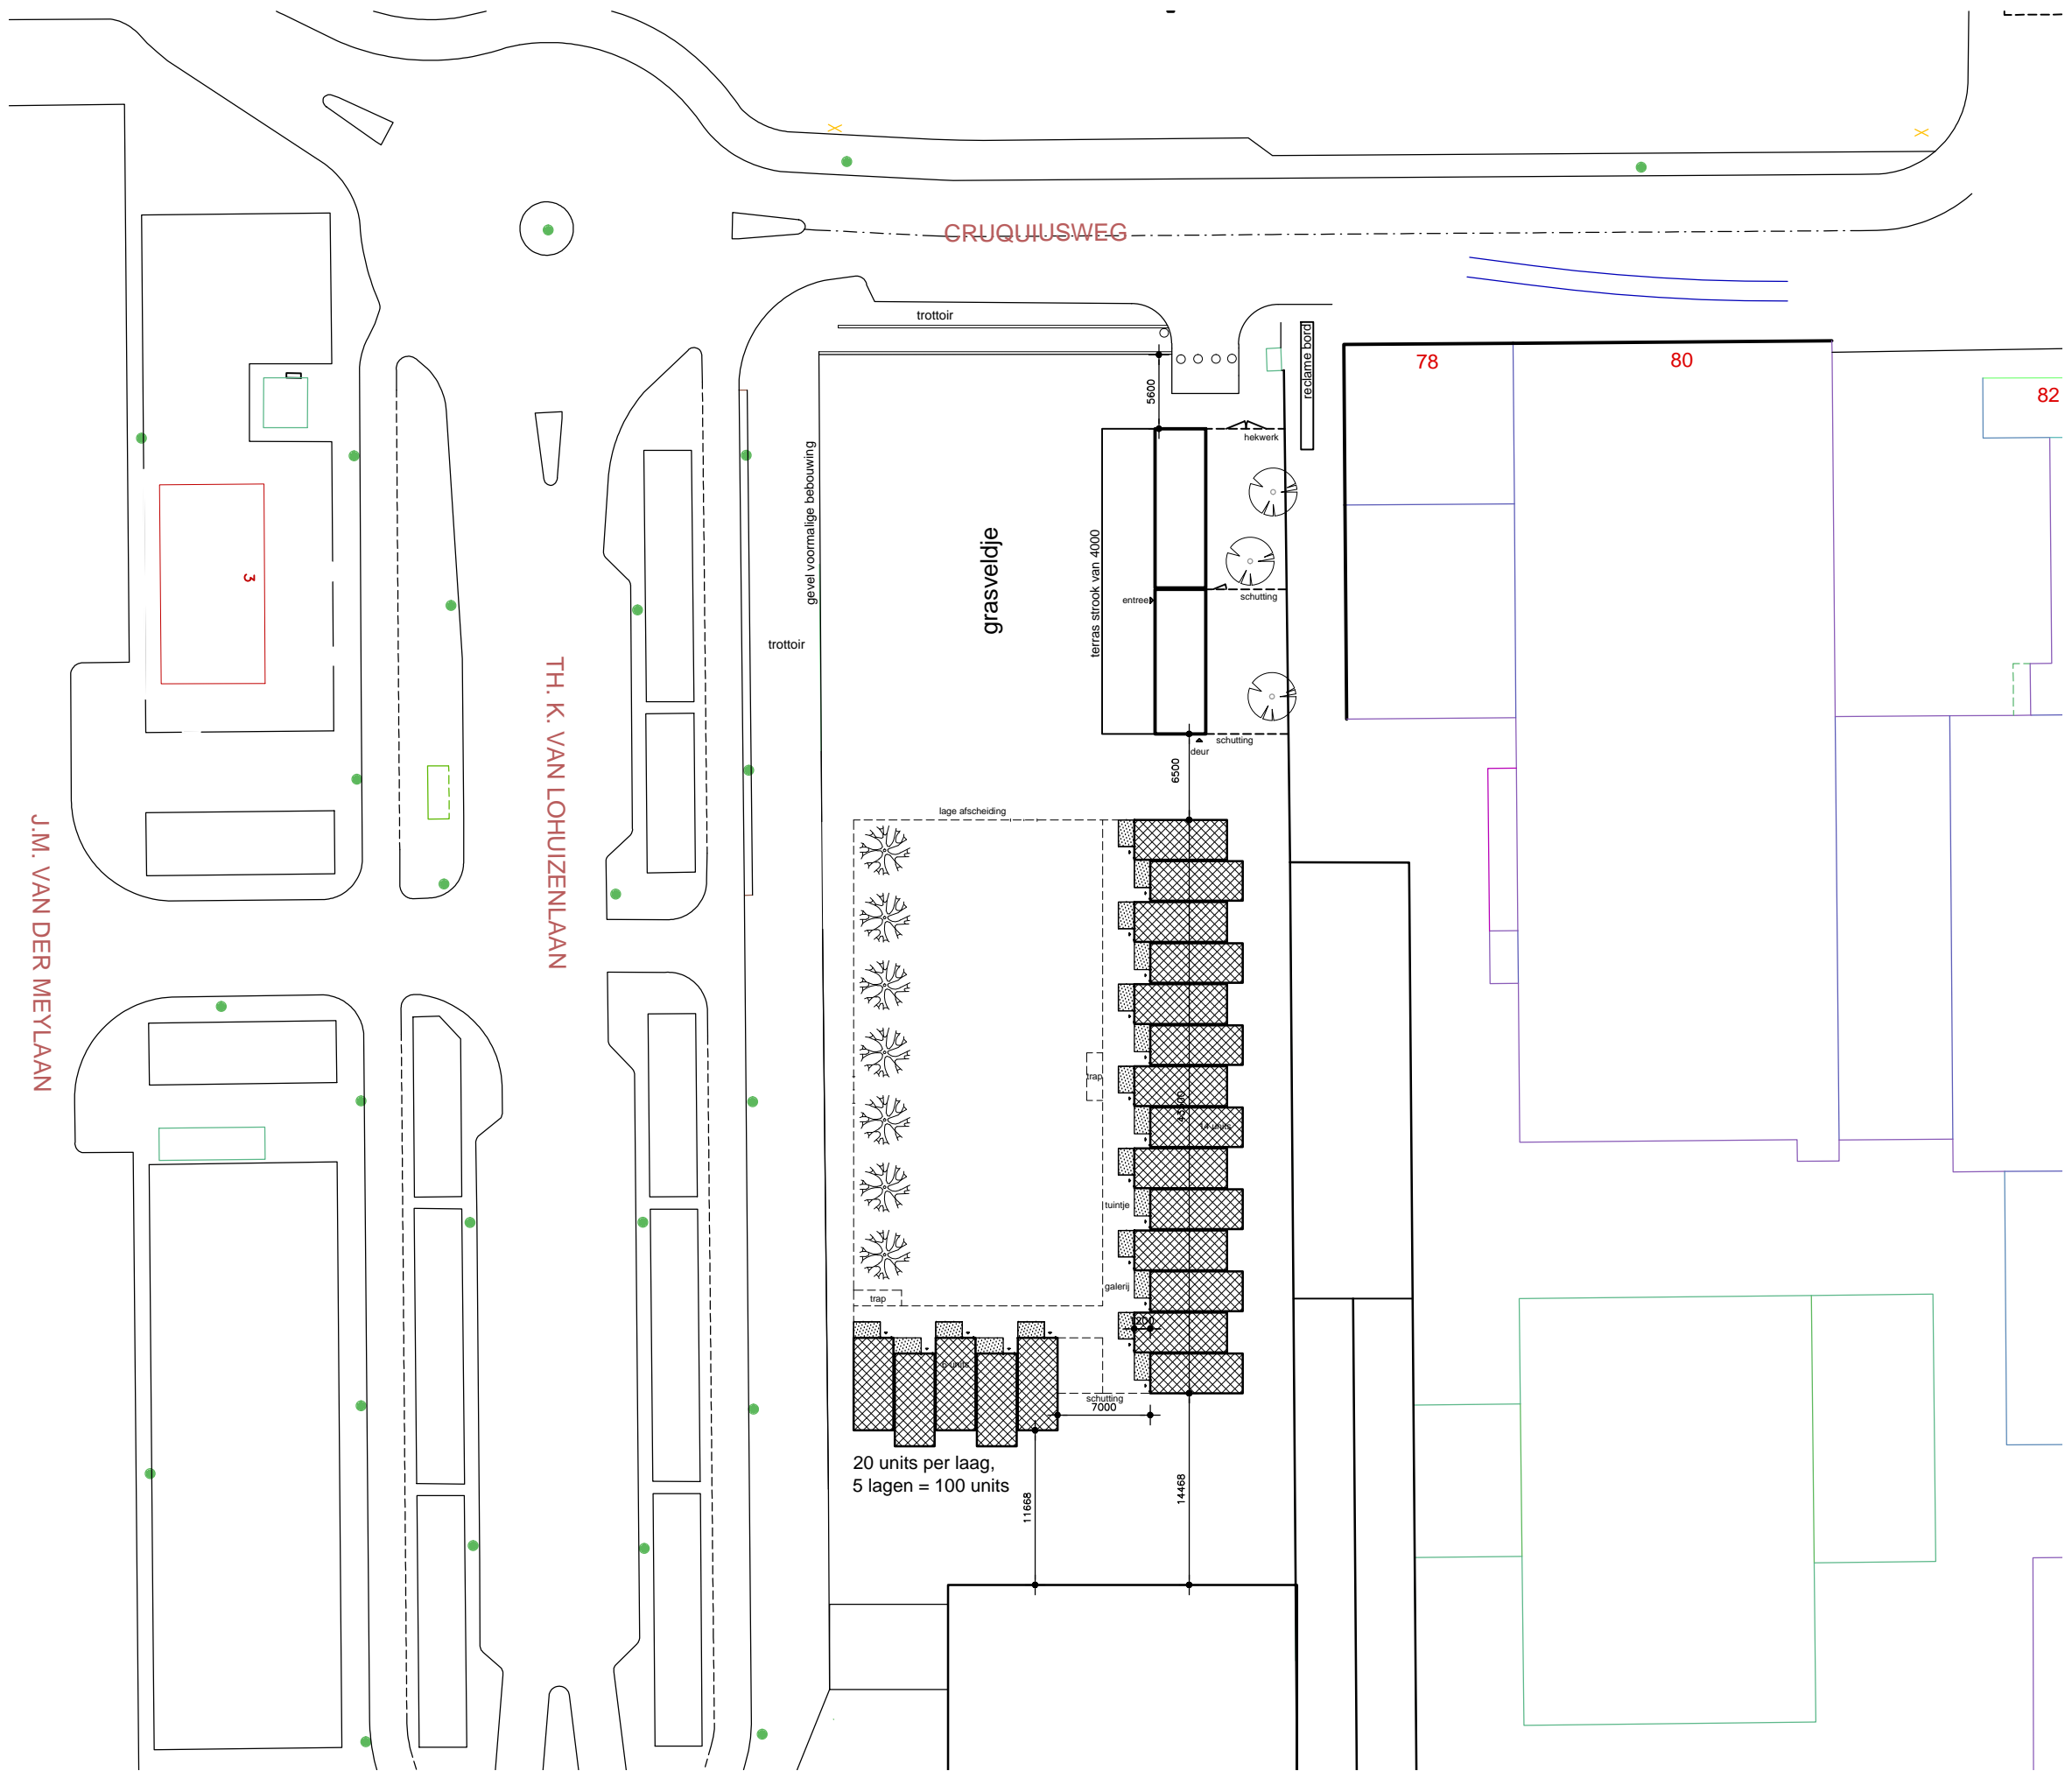 CRUQUIUSWEG
trottoir
reclame bord
78
80
82
5600
hekwerk
gevel voormalige bebouwing
grasveldje
terras strook van 4000
3
entree
schutting
trottoir
TH. K. VAN LOHUIZENLAAN
schutting
deur
6500
lage afscheiding
J.M. VAN DER MEYLAAN
trap
14 units
tuintje
galerij
trap
schutting
7000
20 units per laag,
5 lagen = 100 units
11668
14468